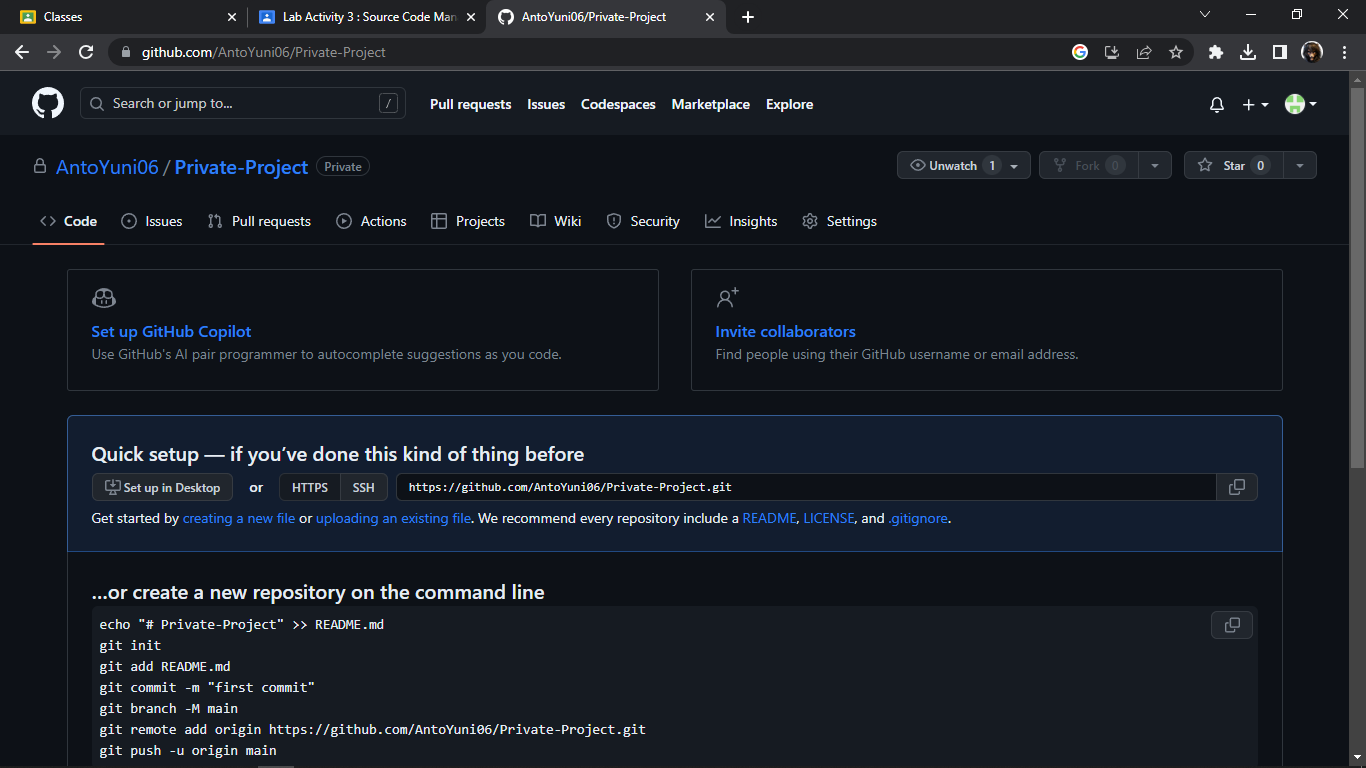 Classes
Lab Activity 3 : Source Code Man
AntoYuni06/Private-Project
github.com/AntoYuni06/Private-Project
Search or jump to... /
Pull requests Issues Codespaces Marketplace Explore
AntoYuni06 / Private-Project Private
Unwatch 1 Fork 0 Star 0
Code Issues Pull requests Actions Projects Wiki Security Insights Settings
Set up GitHub Copilot
Use GitHub's AI pair programmer to autocomplete suggestions as you code.
Invite collaborators
Find people using their GitHub username or email address.
Quick setup — if you’ve done this kind of thing before
Set up in Desktop or HTTPS SSH https://github.com/AntoYuni06/Private-Project.git
Get started by creating a new file or uploading an existing file. We recommend every repository include a README, LICENSE, and .gitignore.
…or create a new repository on the command line
echo "# Private-Project" >> README.md
git init
git add README.md
git commit -m "first commit"
git branch -M main
git remote add origin https://github.com/AntoYuni06/Private-Project.git
git push -u origin main